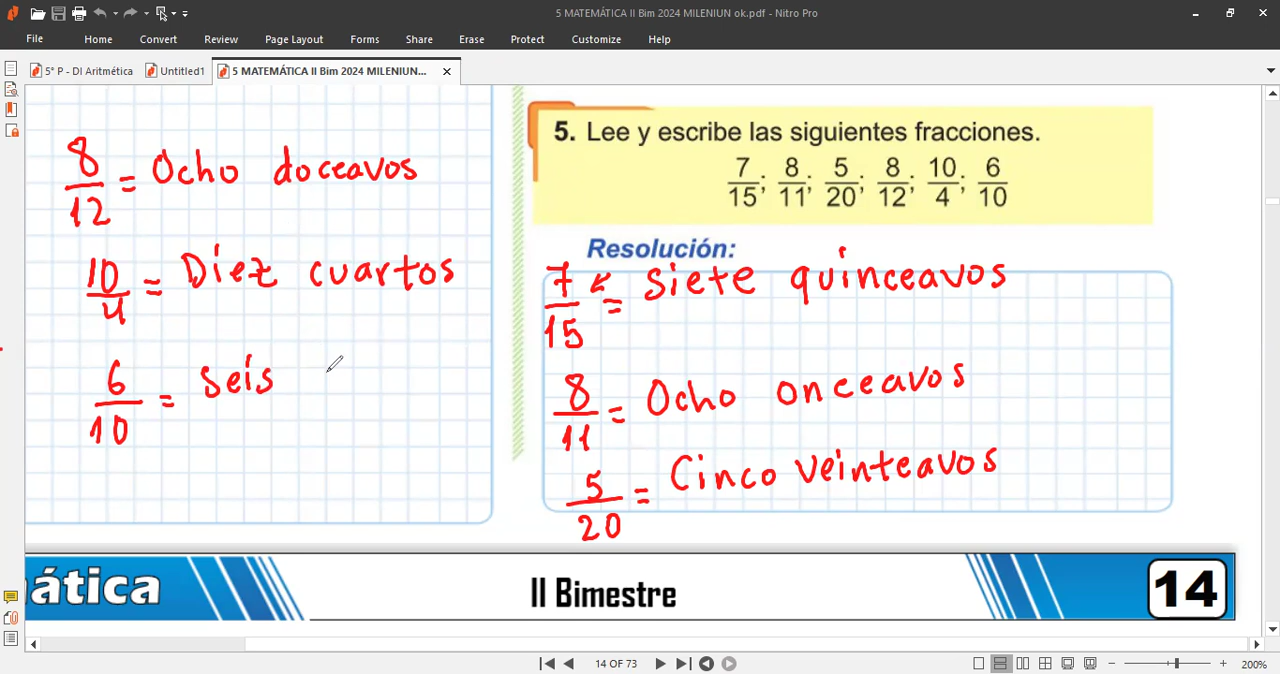 5 MATEMÁTICA II Bim 2024 MILENIUN ok.pdf - Nitro Pro
File Home Convert Review Page Layout Forms Share Erase Protect Customize Help
5° P - DI Aritmética Untitled1 5 MATEMÁTICA II Bim 2024 MILENIUN...
8/12 = Ocho doceavos
10/4 = Diez cuartos
6/10 = seis
5. Lee y escribe las siguientes fracciones.
7/15; 8/11; 5/20; 8/12; 10/4; 6/10
Resolución:
7/15 = siete quinceavos
8/11 = Ocho onceavos
5/20 = Cinco veinteavos
ática II Bimestre 14
14 OF 73 200%